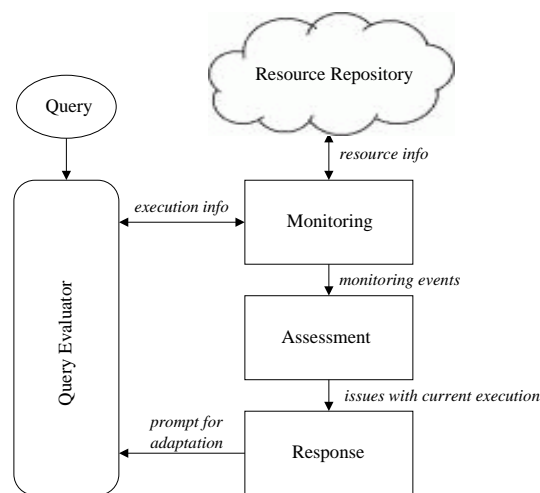 Resource Repository
Query
resource info
execution info
Monitoring
monitoring events
Query Evaluator
Assessment
issues with current execution
prompt for
adaptation
Response